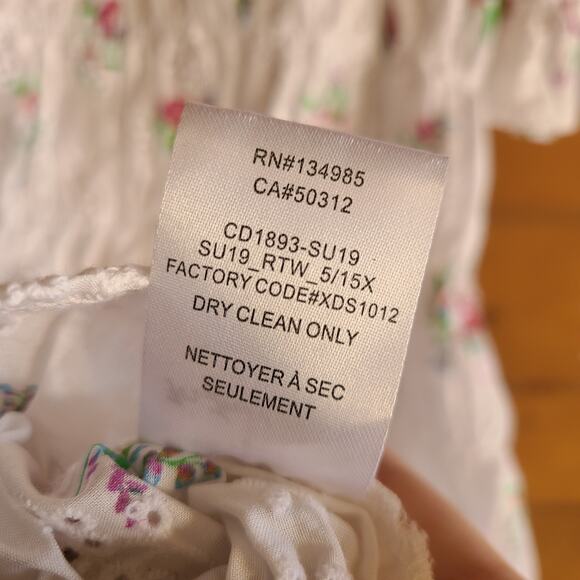 RN#134985
CA#50312
CD1893-SU19
SU19_RTW_5/15X
FACTORY CODE#XDS1012
DRY CLEAN ONLY
NETTOYER À SEC
SEULEMENT